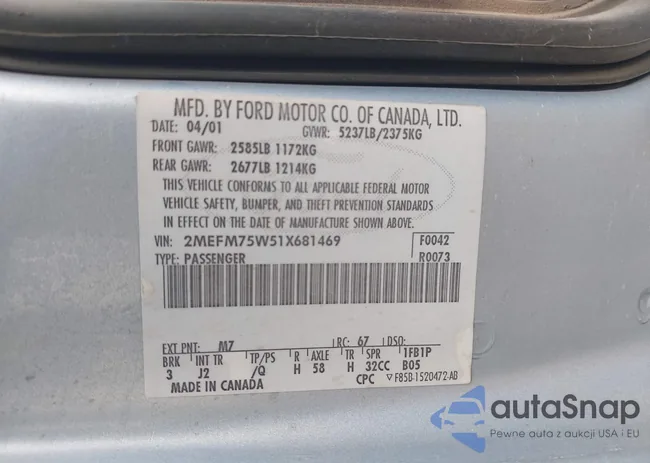 MFD. BY FORD MOTOR CO. OF CANADA, LTD.
DATE: 04/01 GVWR: 5237LB/2375KG
FRONT GAWR: 2585LB 1172KG
REAR GAWR: 2677LB 1214KG
THIS VEHICLE CONFORMS TO ALL APPLICABLE FEDERAL MOTOR
VEHICLE SAFETY, BUMPER, AND THEFT PREVENTION STANDARDS
IN EFFECT ON THE DATE OF MANUFACTURE SHOWN ABOVE.
VIN: 2MEFM75W51X681469 F0042
TYPE: PASSENGER R0073
EXT PNT: M7 RC: 67 DSO:
BRK INT TR TP/PS R AXLE TR SPR 1FB1P
3 J2 /Q H 58 H 32CC B05
MADE IN CANADA CPC F85B-1520472-AB
autoSnap
Pewne auta z aukcji USA i EU